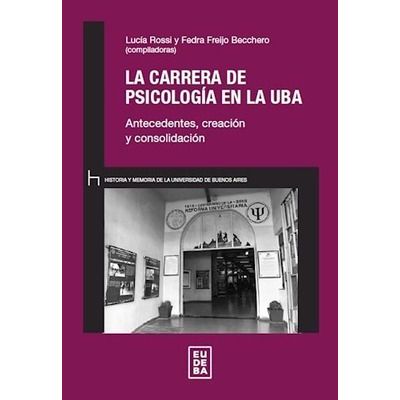 Lucía Rossi y Fedra Freijo Becchero
(compiladoras)
LA CARRERA DE
PSICOLOGÍA EN LA UBA
Antecedentes, creación
y consolidación
HISTORIA Y MEMORIA DE LA UNIVERSIDAD DE BUENOS AIRES
REFORMA UNIVERSITARIA
Ψ
EU
DE
BA